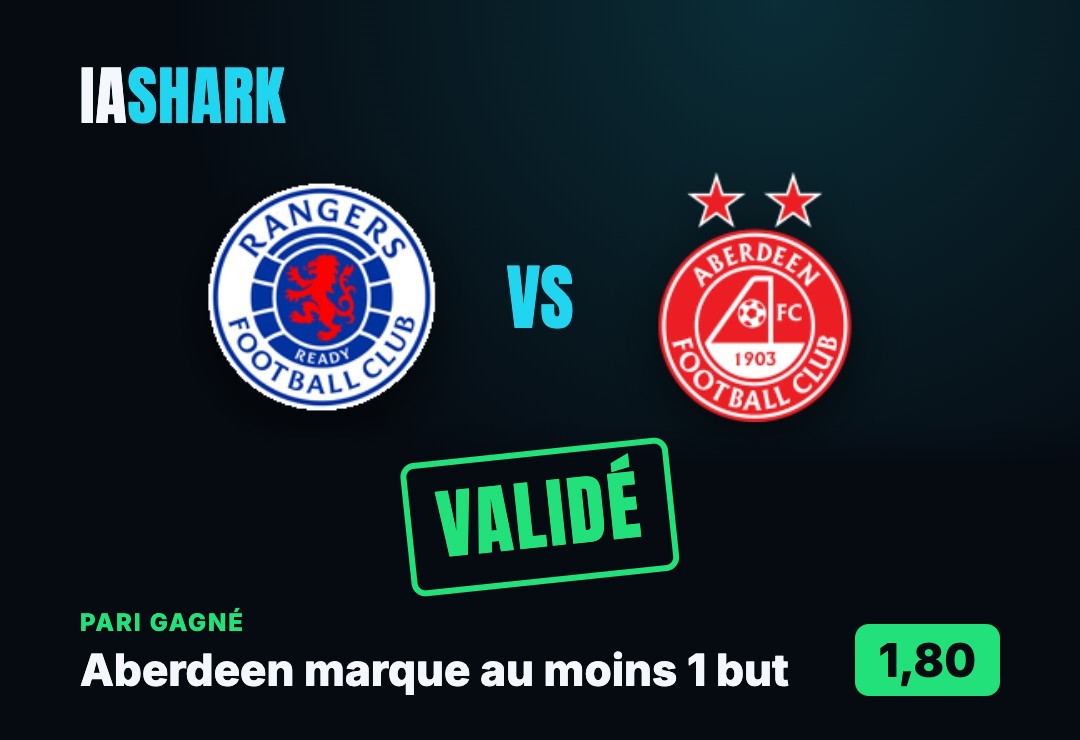 IASHARK
RANGERS
READY
FOOTBALL CLUB
VS
ABERDEEN
FC
1903
FOOTBALL CLUB
VALIDÉ
PARI GAGNÉ
Aberdeen marque au moins 1 but
1,80